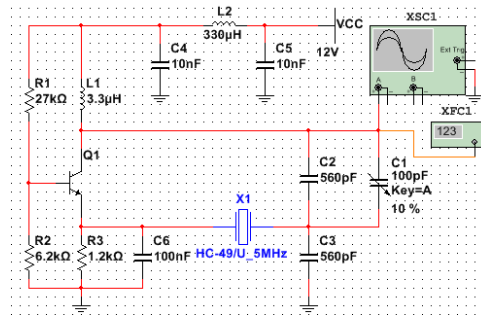 L2
330µH
VCC
12V
XSC1
Ext Trig
A
B
C4
10nF
C5
10nF
R1
27kΩ
L1
3.3µH
XFC1
123
Q1
C2
560pF
C1
100pF
Key=A
10 %
X1
HC-49/U_5MHz
R2
6.2kΩ
R3
1.2kΩ
C6
100nF
C3
560pF